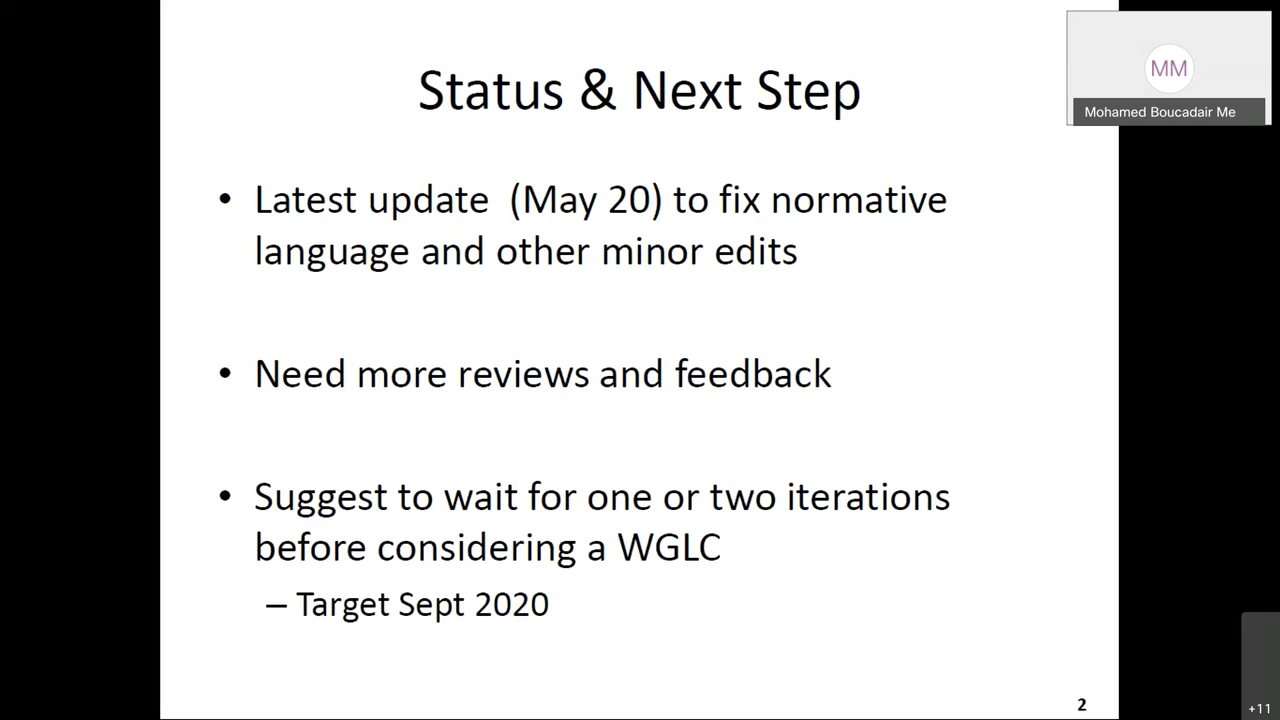 Status & Next Step
MM
Mohamed Boucadair Me
• Latest update (May 20) to fix normative
language and other minor edits
• Need more reviews and feedback
• Suggest to wait for one or two iterations
before considering a WGLC
– Target Sept 2020
2
+11